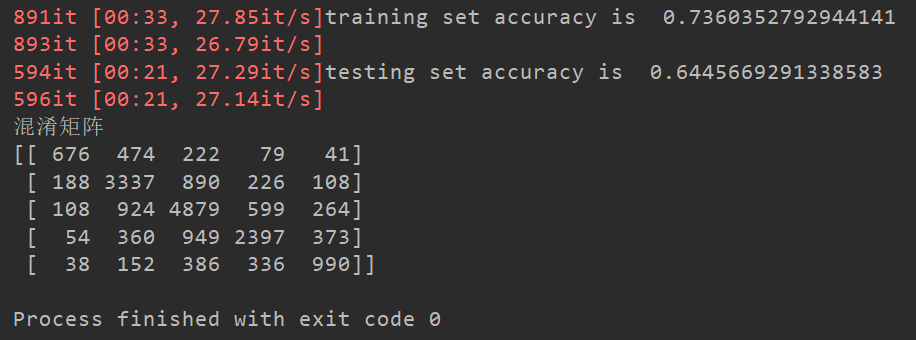 891it [00:33, 27.85it/s]training set accuracy is  0.7360352792944141
893it [00:33, 26.79it/s]
594it [00:21, 27.29it/s]testing set accuracy is  0.6445669291338583
596it [00:21, 27.14it/s]
混淆矩阵
[[ 676  474  222   79   41]
 [ 188 3337  890  226  108]
 [ 108  924 4879  599  264]
 [  54  360  949 2397  373]
 [  38  152  386  336  990]]
Process finished with exit code 0